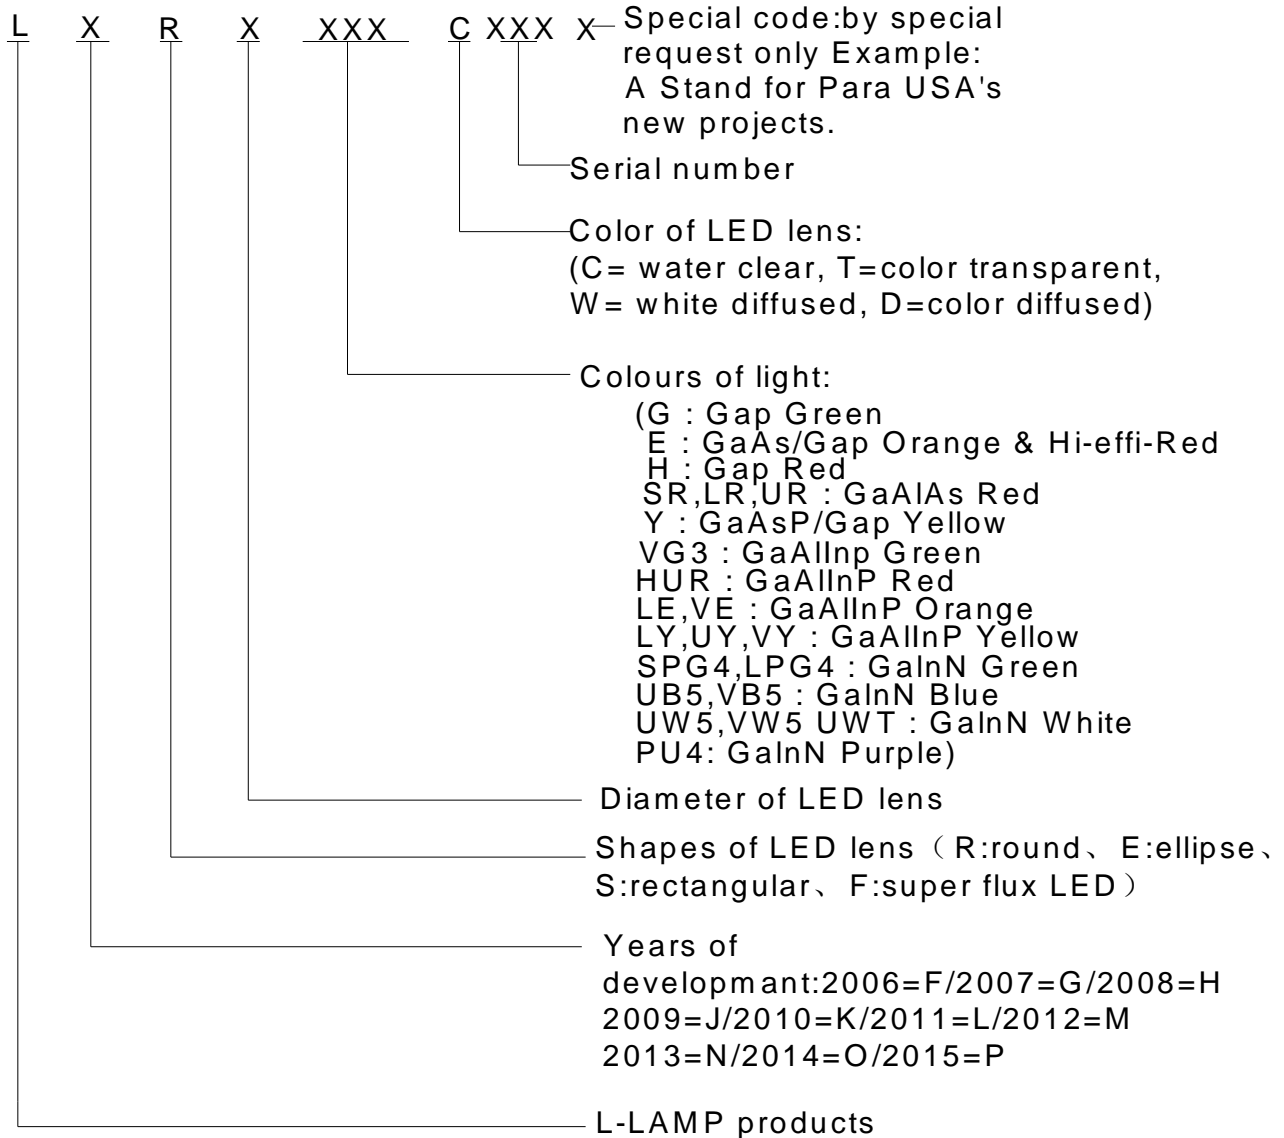 L X R X XXX C XXX X Special code:by special
request only Example:
A Stand for Para USA's
new projects.
Serial number
Color of LED lens:
(C= water clear, T=color transparent,
W= white diffused, D=color diffused)
Colours of light:
(G : Gap Green
E : GaAs/Gap Orange & Hi-effi-Red
H : Gap Red
SR,LR,UR : GaAlAs Red
Y : GaAsP/Gap Yellow
VG3 : GaAlInp Green
HUR : GaAlInP Red
LE,VE : GaAlInP Orange
LY,UY,VY : GaAlInP Yellow
SPG4,LPG4 : GaInN Green
UB5,VB5 : GaInN Blue
UW5,VW5 UWT : GaInN White
PU4: GaInN Purple)
Diameter of LED lens
Shapes of LED lens（R:round、E:ellipse、
S:rectangular、F:super flux LED）
Years of
developmant:2006=F/2007=G/2008=H
2009=J/2010=K/2011=L/2012=M
2013=N/2014=O/2015=P
L-LAMP products